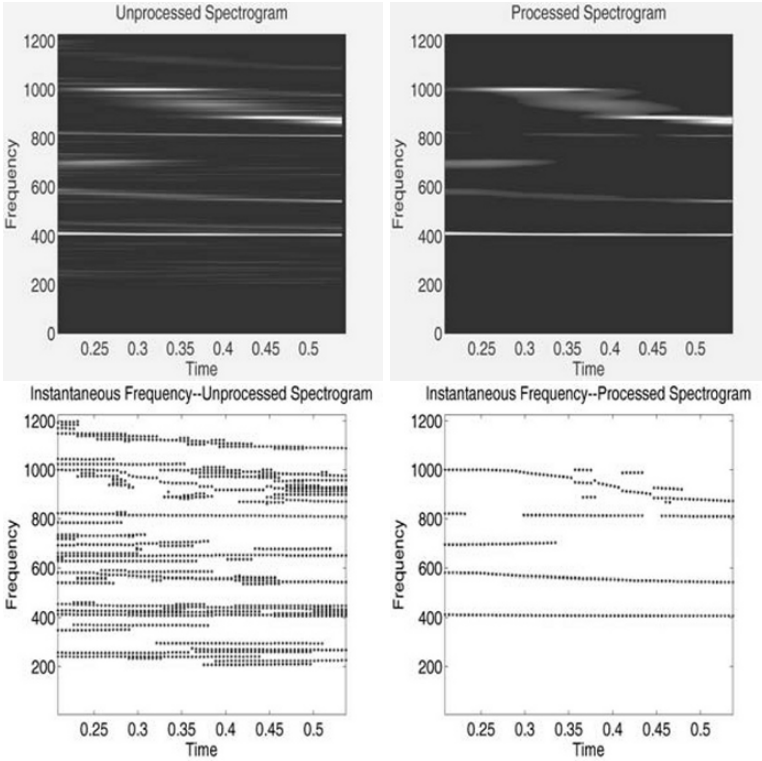 Unprocessed Spectrogram
1200
1000
800
600
400
200
0
Frequency
0.25 0.3 0.35 0.4 0.45 0.5
Time
Processed Spectrogram
1200
1000
800
600
400
200
0
Frequency
0.25 0.3 0.35 0.4 0.45 0.5
Time
Instantaneous Frequency--Unprocessed Spectrogram
1200
1000
800
600
400
200
Frequency
0.25 0.3 0.35 0.4 0.45 0.5
Time
Instantaneous Frequency--Processed Spectrogram
1200
1000
800
600
400
200
Frequency
0.25 0.3 0.35 0.4 0.45 0.5
Time